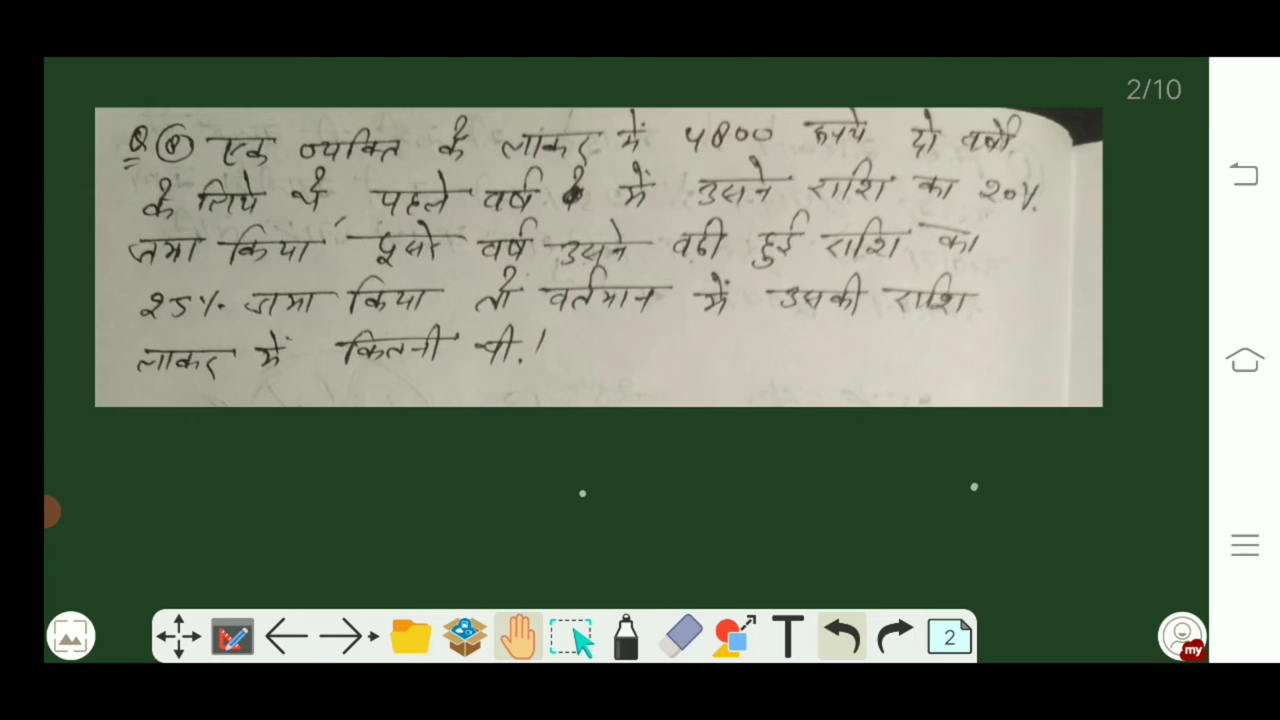 2/10
Q (B) एक व्यक्ति के लाकर में 4800 रूपये दो वर्षो
के लिये थे, पहले वर्ष में उसने राशि का 20%
जमा किया, दूसरे वर्ष उसने बढी हुई राशि का
25% जमा किया तो वर्तमान में उसकी राशि
लाकर में कितनी थी.!
T
2
my